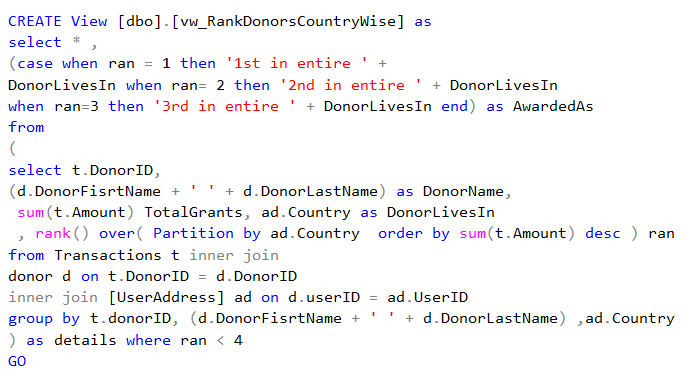 CREATE View [dbo].[vw_RankDonorsCountryWise] as
select * ,
(case when ran = 1 then '1st in entire ' +
DonorLivesIn when ran= 2 then '2nd in entire ' + DonorLivesIn
when ran=3 then '3rd in entire ' + DonorLivesIn end) as AwardedAs
from
(
select t.DonorID,
(d.DonorFisrtName + ' ' + d.DonorLastName) as DonorName,
sum(t.Amount) TotalGrants, ad.Country as DonorLivesIn
, rank() over( Partition by ad.Country  order by sum(t.Amount) desc ) ran
from Transactions t inner join
donor d on t.DonorID = d.DonorID
inner join [UserAddress] ad on d.userID = ad.UserID
group by t.donorID, (d.DonorFisrtName + ' ' + d.DonorLastName) ,ad.Country
) as details where ran < 4
GO